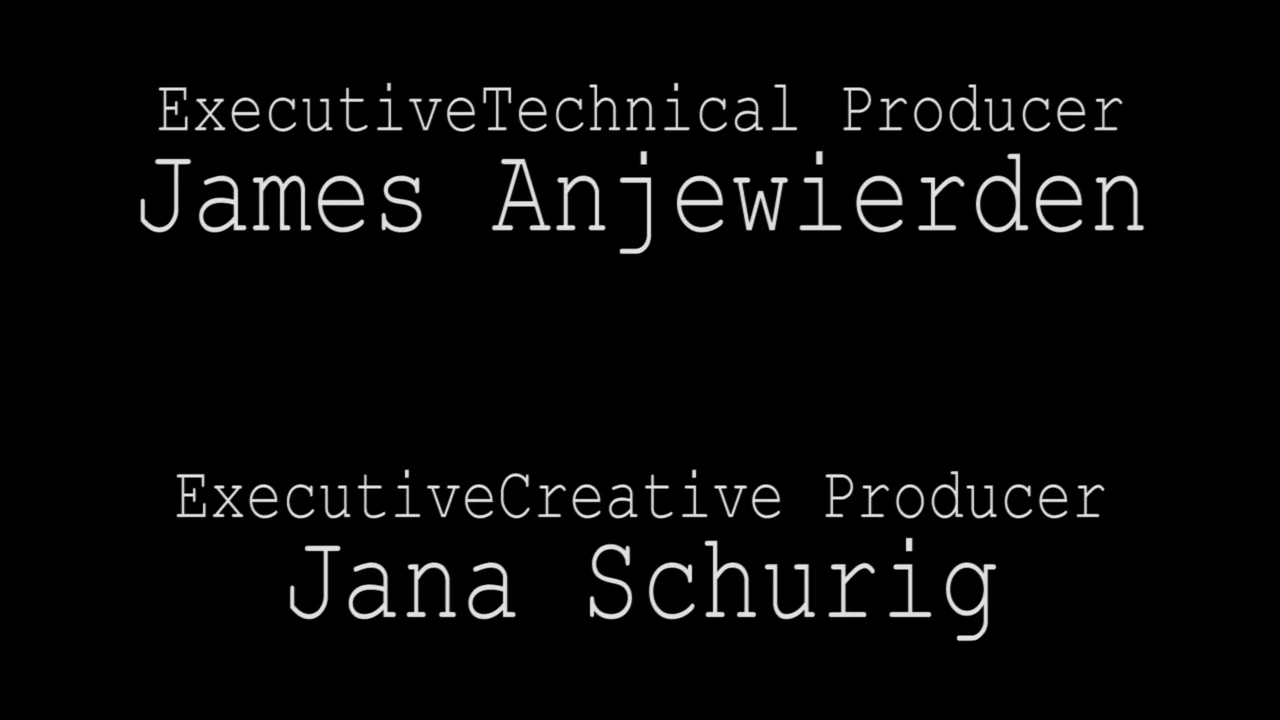 ExecutiveTechnical Producer
James Anjewierden
ExecutiveCreative Producer
Jana Schurig